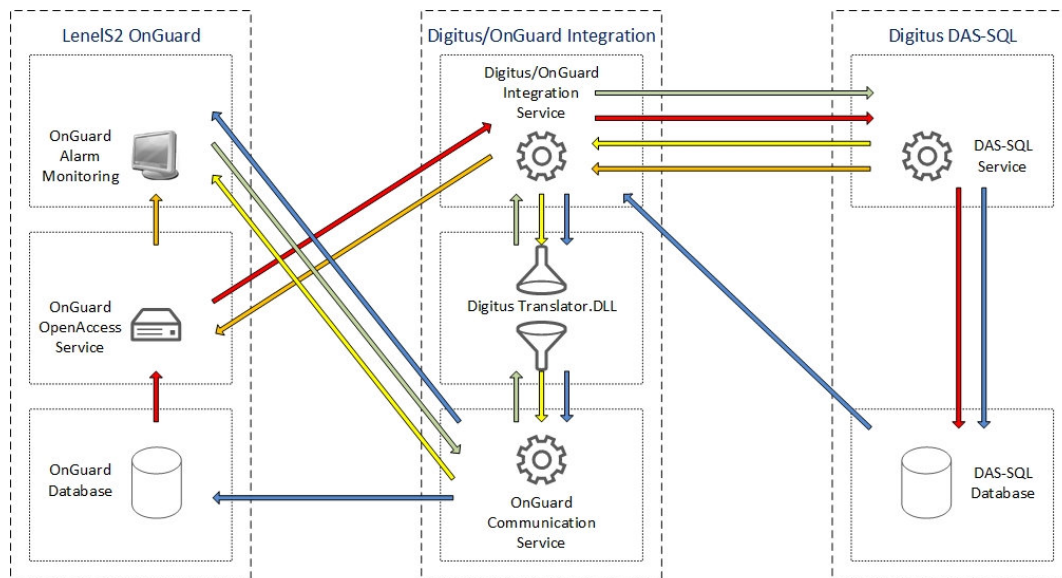 LenelS2 OnGuard
Digitus/OnGuard Integration
Digitus DAS-SQL
OnGuard
Alarm
Monitoring
Digitus/OnGuard
Integration
Service
DAS-SQL
Service
OnGuard
OpenAccess
Service
Digitus Translator.DLL
OnGuard
Database
OnGuard
Communication
Service
DAS-SQL
Database